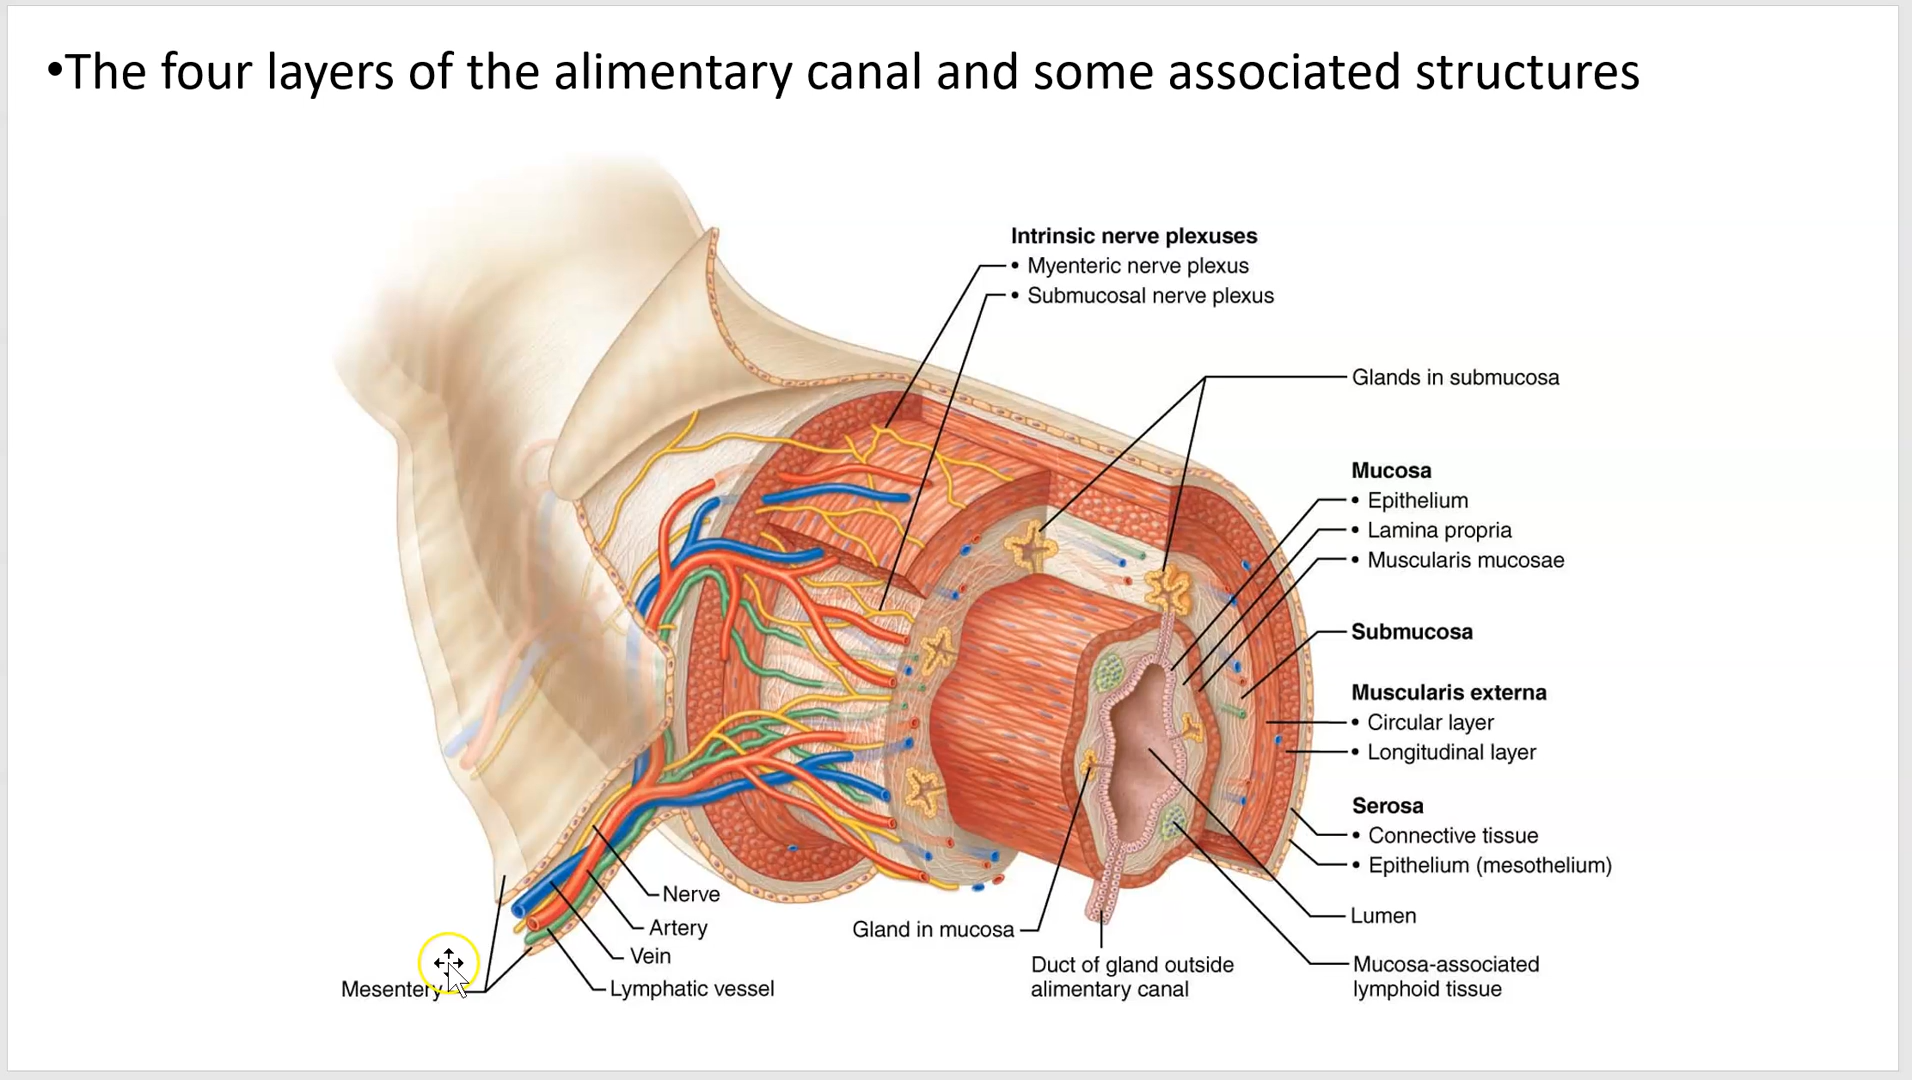 •The four layers of the alimentary canal and some associated structures
Intrinsic nerve plexuses
• Myenteric nerve plexus
• Submucosal nerve plexus
Glands in submucosa
Mucosa
• Epithelium
• Lamina propria
• Muscularis mucosae
Submucosa
Muscularis externa
• Circular layer
• Longitudinal layer
Serosa
• Connective tissue
• Epithelium (mesothelium)
Nerve
Artery
Vein
Lymphatic vessel
Mesentery
Gland in mucosa
Duct of gland outside
alimentary canal
Lumen
Mucosa-associated
lymphoid tissue